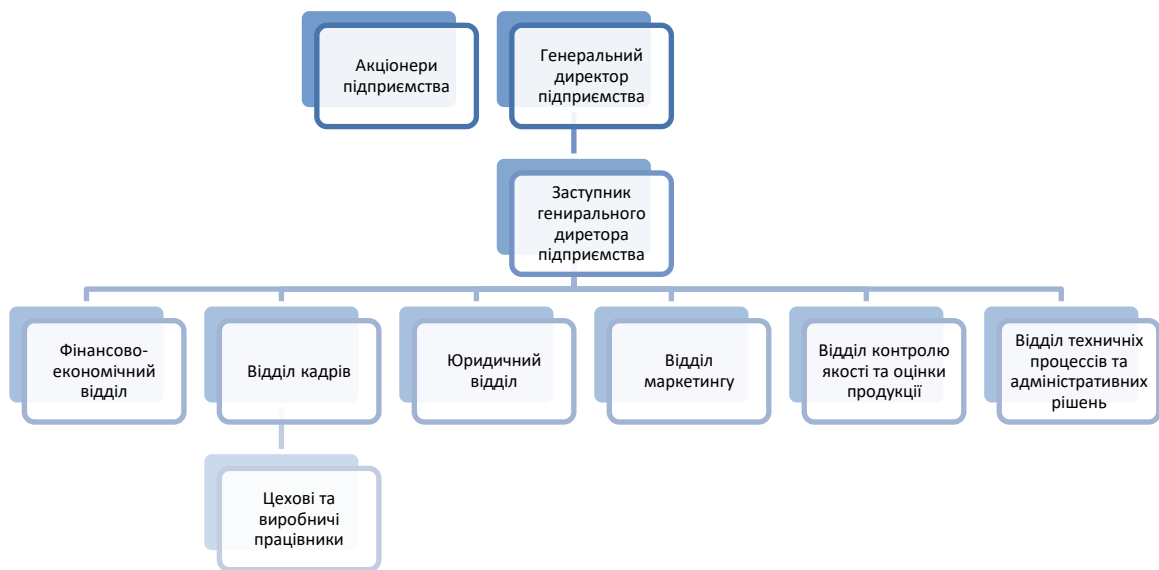 Акціонери
підприємства
Генеральний
директор
підприємства
Заступник
генирального
диретора
підприємства
Фінансово-
економічний
відділ
Відділ кадрів
Юридичний
відділ
Відділ
маркетингу
Відділ контролю
якості та оцінки
продукції
Відділ техничніх
процессів та
адміністративних
рішень
Цехові та
виробничі
працівники